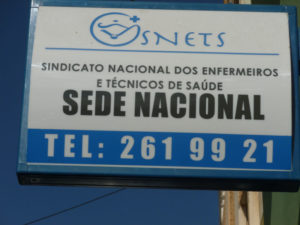 SNETS
SINDICATO NACIONAL DOS ENFERMEIROS
E TÉCNICOS DE SAÚDE
SEDE NACIONAL
TEL: 261 99 21